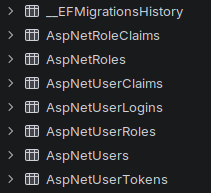 __EFMigrationsHistory
AspNetRoleClaims
AspNetRoles
AspNetUserClaims
AspNetUserLogins
AspNetUserRoles
AspNetUsers
AspNetUserTokens